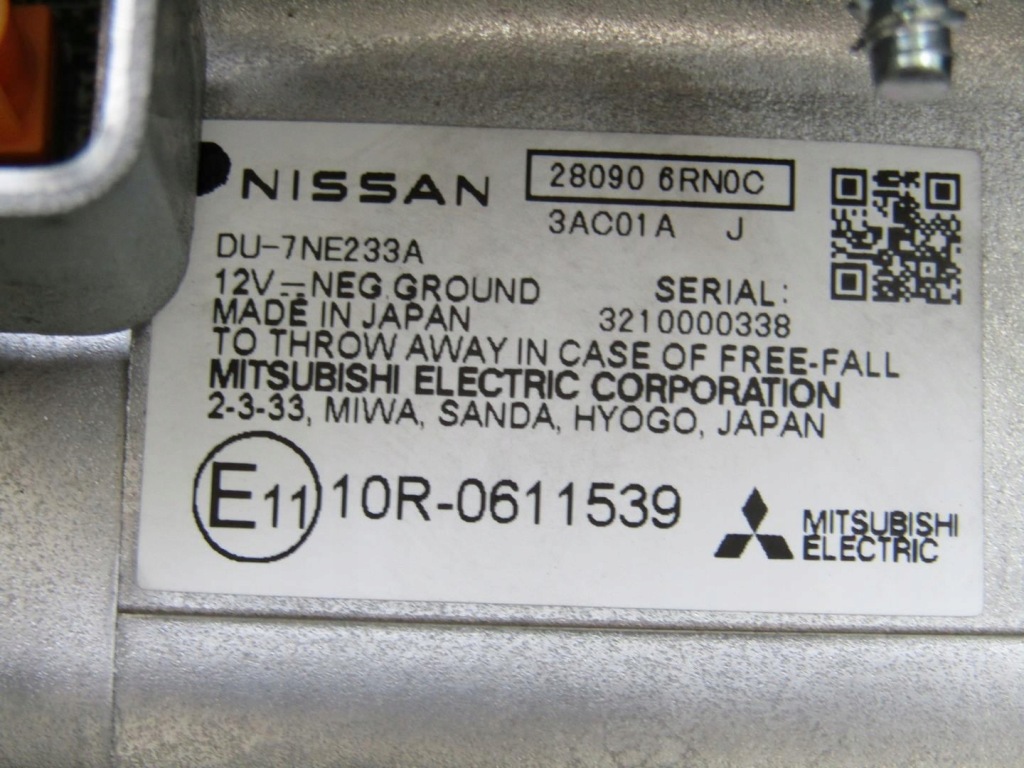 NISSAN 28090 6RN0C
3AC01A J
DU-7NE233A
12V⎓NEG.GROUND SERIAL:
MADE IN JAPAN 3210000338
TO THROW AWAY IN CASE OF FREE-FALL
MITSUBISHI ELECTRIC CORPORATION
2-3-33, MIWA, SANDA, HYOGO, JAPAN
E11 10R-0611539
MITSUBISHI
ELECTRIC